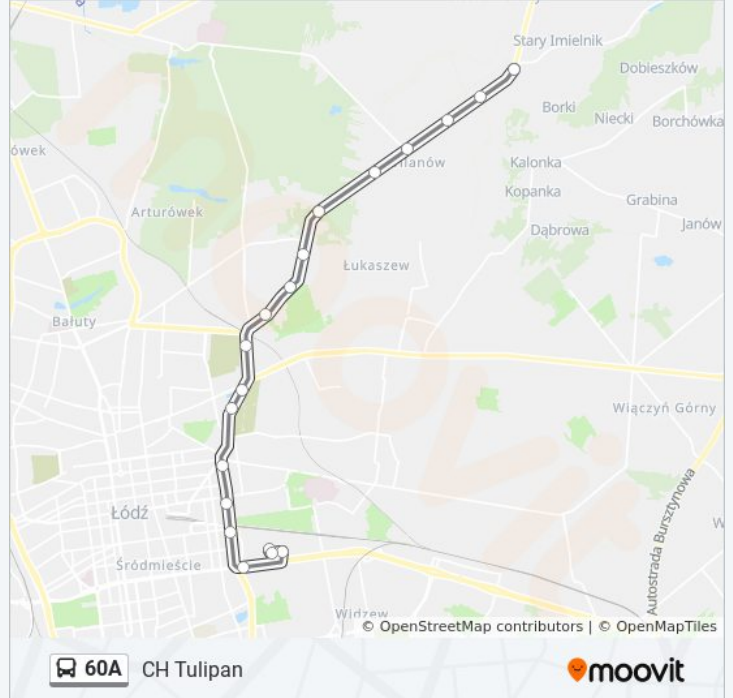 Stary Imielnik
Dobieszków
Borki
Niecki
Borchówka
ówek
lanów
Kalonka
Kopanka
Grabina
Arturówek
Janów
Dąbrowa
Łukaszew
Bałuty
Wiączyń Górny
Łódź
W
Śródmieście
Autostrada Bursztynowa
Widzew
© OpenStreetMap contributors | © OpenMapTiles
60A CH Tulipan
moovit